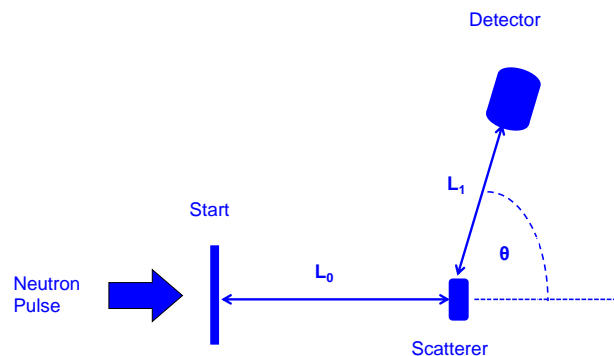 Detector
L₁
Start
θ
L₀
Neutron
Pulse
Scatterer